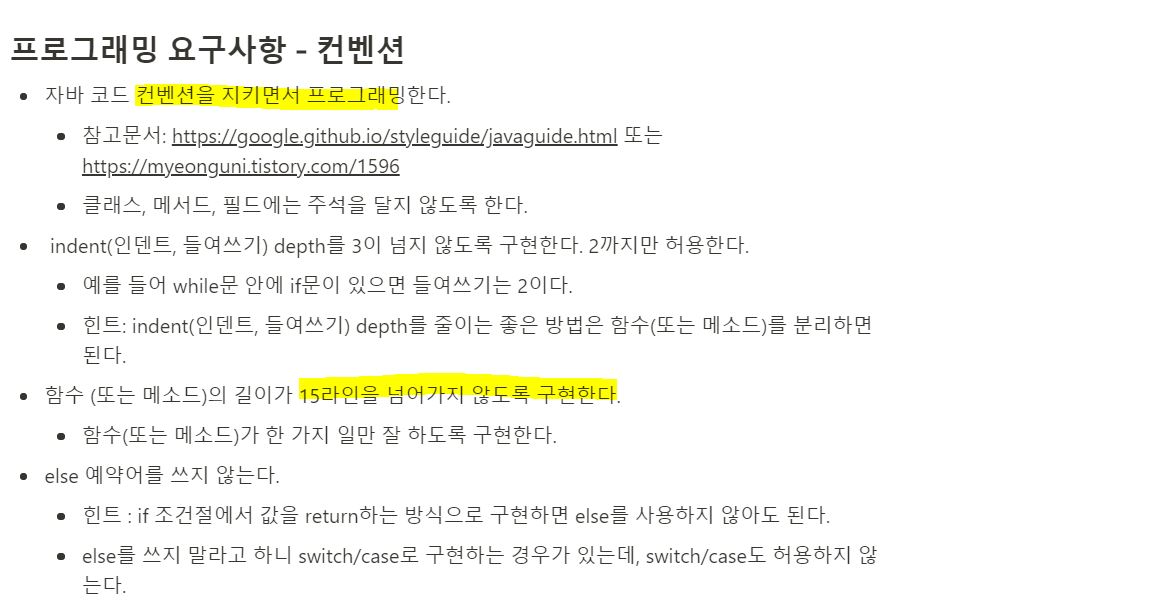 프로그래밍 요구사항 - 컨벤션
자바 코드 컨벤션을 지키면서 프로그래밍한다.
참고문서: https://google.github.io/styleguide/javaguide.html 또는
https://myeonguni.tistory.com/1596
클래스, 메서드, 필드에는 주석을 달지 않도록 한다.
indent(인덴트, 들여쓰기) depth를 3이 넘지 않도록 구현한다. 2까지만 허용한다.
예를 들어 while문 안에 if문이 있으면 들여쓰기는 2이다.
힌트: indent(인덴트, 들여쓰기) depth를 줄이는 좋은 방법은 함수(또는 메소드)를 분리하면
된다.
함수 (또는 메소드)의 길이가 15라인을 넘어가지 않도록 구현한다.
함수(또는 메소드)가 한 가지 일만 잘 하도록 구현한다.
else 예약어를 쓰지 않는다.
힌트 : if 조건절에서 값을 return하는 방식으로 구현하면 else를 사용하지 않아도 된다.
else를 쓰지 말라고 하니 switch/case로 구현하는 경우가 있는데, switch/case도 허용하지 않
는다.